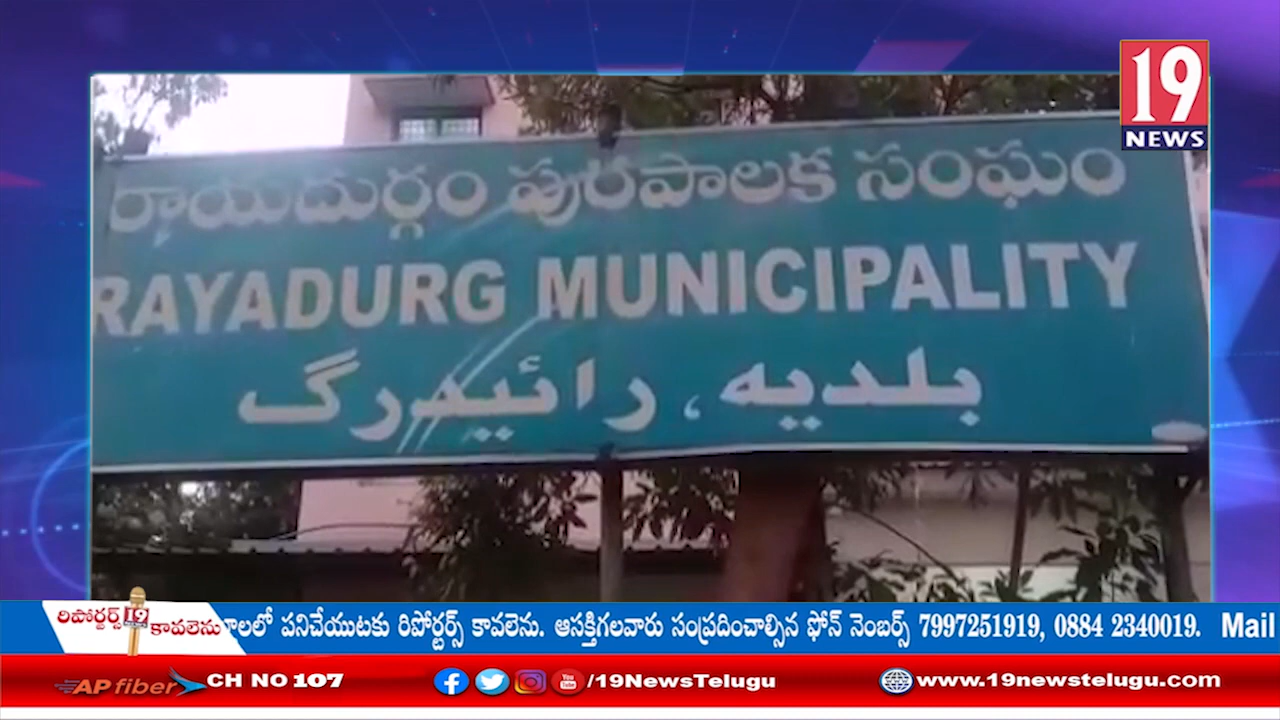 19
NEWS
రాయదుర్గం పురపాలక సంఘం
RAYADURG MUNICIPALITY
بلدیہ، رائیدرگ
రిపోర్టర్స్ 19
కావలెను
లో పనిచేయుటకు రిపోర్టర్స్ కావలెను. ఆసక్తిగలవారు సంప్రదించాల్సిన ఫోన్ నెంబర్స్ 7997251919, 0884 2340019. Mail
AP fiber CH NO 107 /19NewsTelugu www.19newstelugu.com